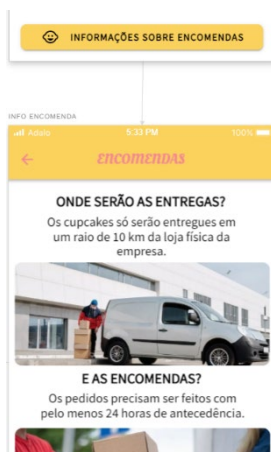 INFORMAÇÕES SOBRE ENCOMENDAS
INFO ENCOMENDA
Adalo
5:33 PM
100%
ENCOMENDAS
ONDE SERÃO AS ENTREGAS?
Os cupcakes só serão entregues em
um raio de 10 km da loja física da
empresa.
E AS ENCOMENDAS?
Os pedidos precisam ser feitos com
pelo menos 24 horas de antecedência.